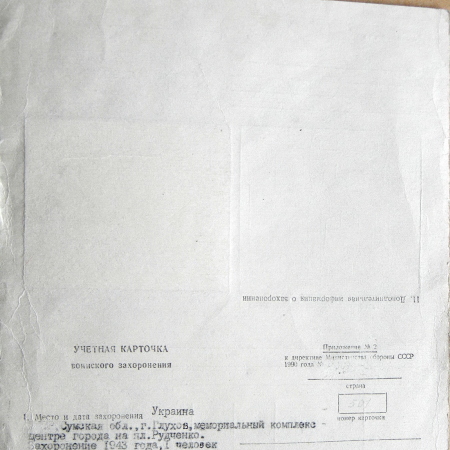 11. Дополнительная информация о захоронении
УЧЕТНАЯ КАРТОЧКА
воинского захоронения
Приложение № 2
к директиве Министерства обороны СССР
1990 года №
страна
номер карточки
1. Место и дата захоронения Украина
Сумская обл.,г.Глухов,мемориальный комплекс
центре города на пл.Рудченко.
Захоронение 1943 года,1 человек